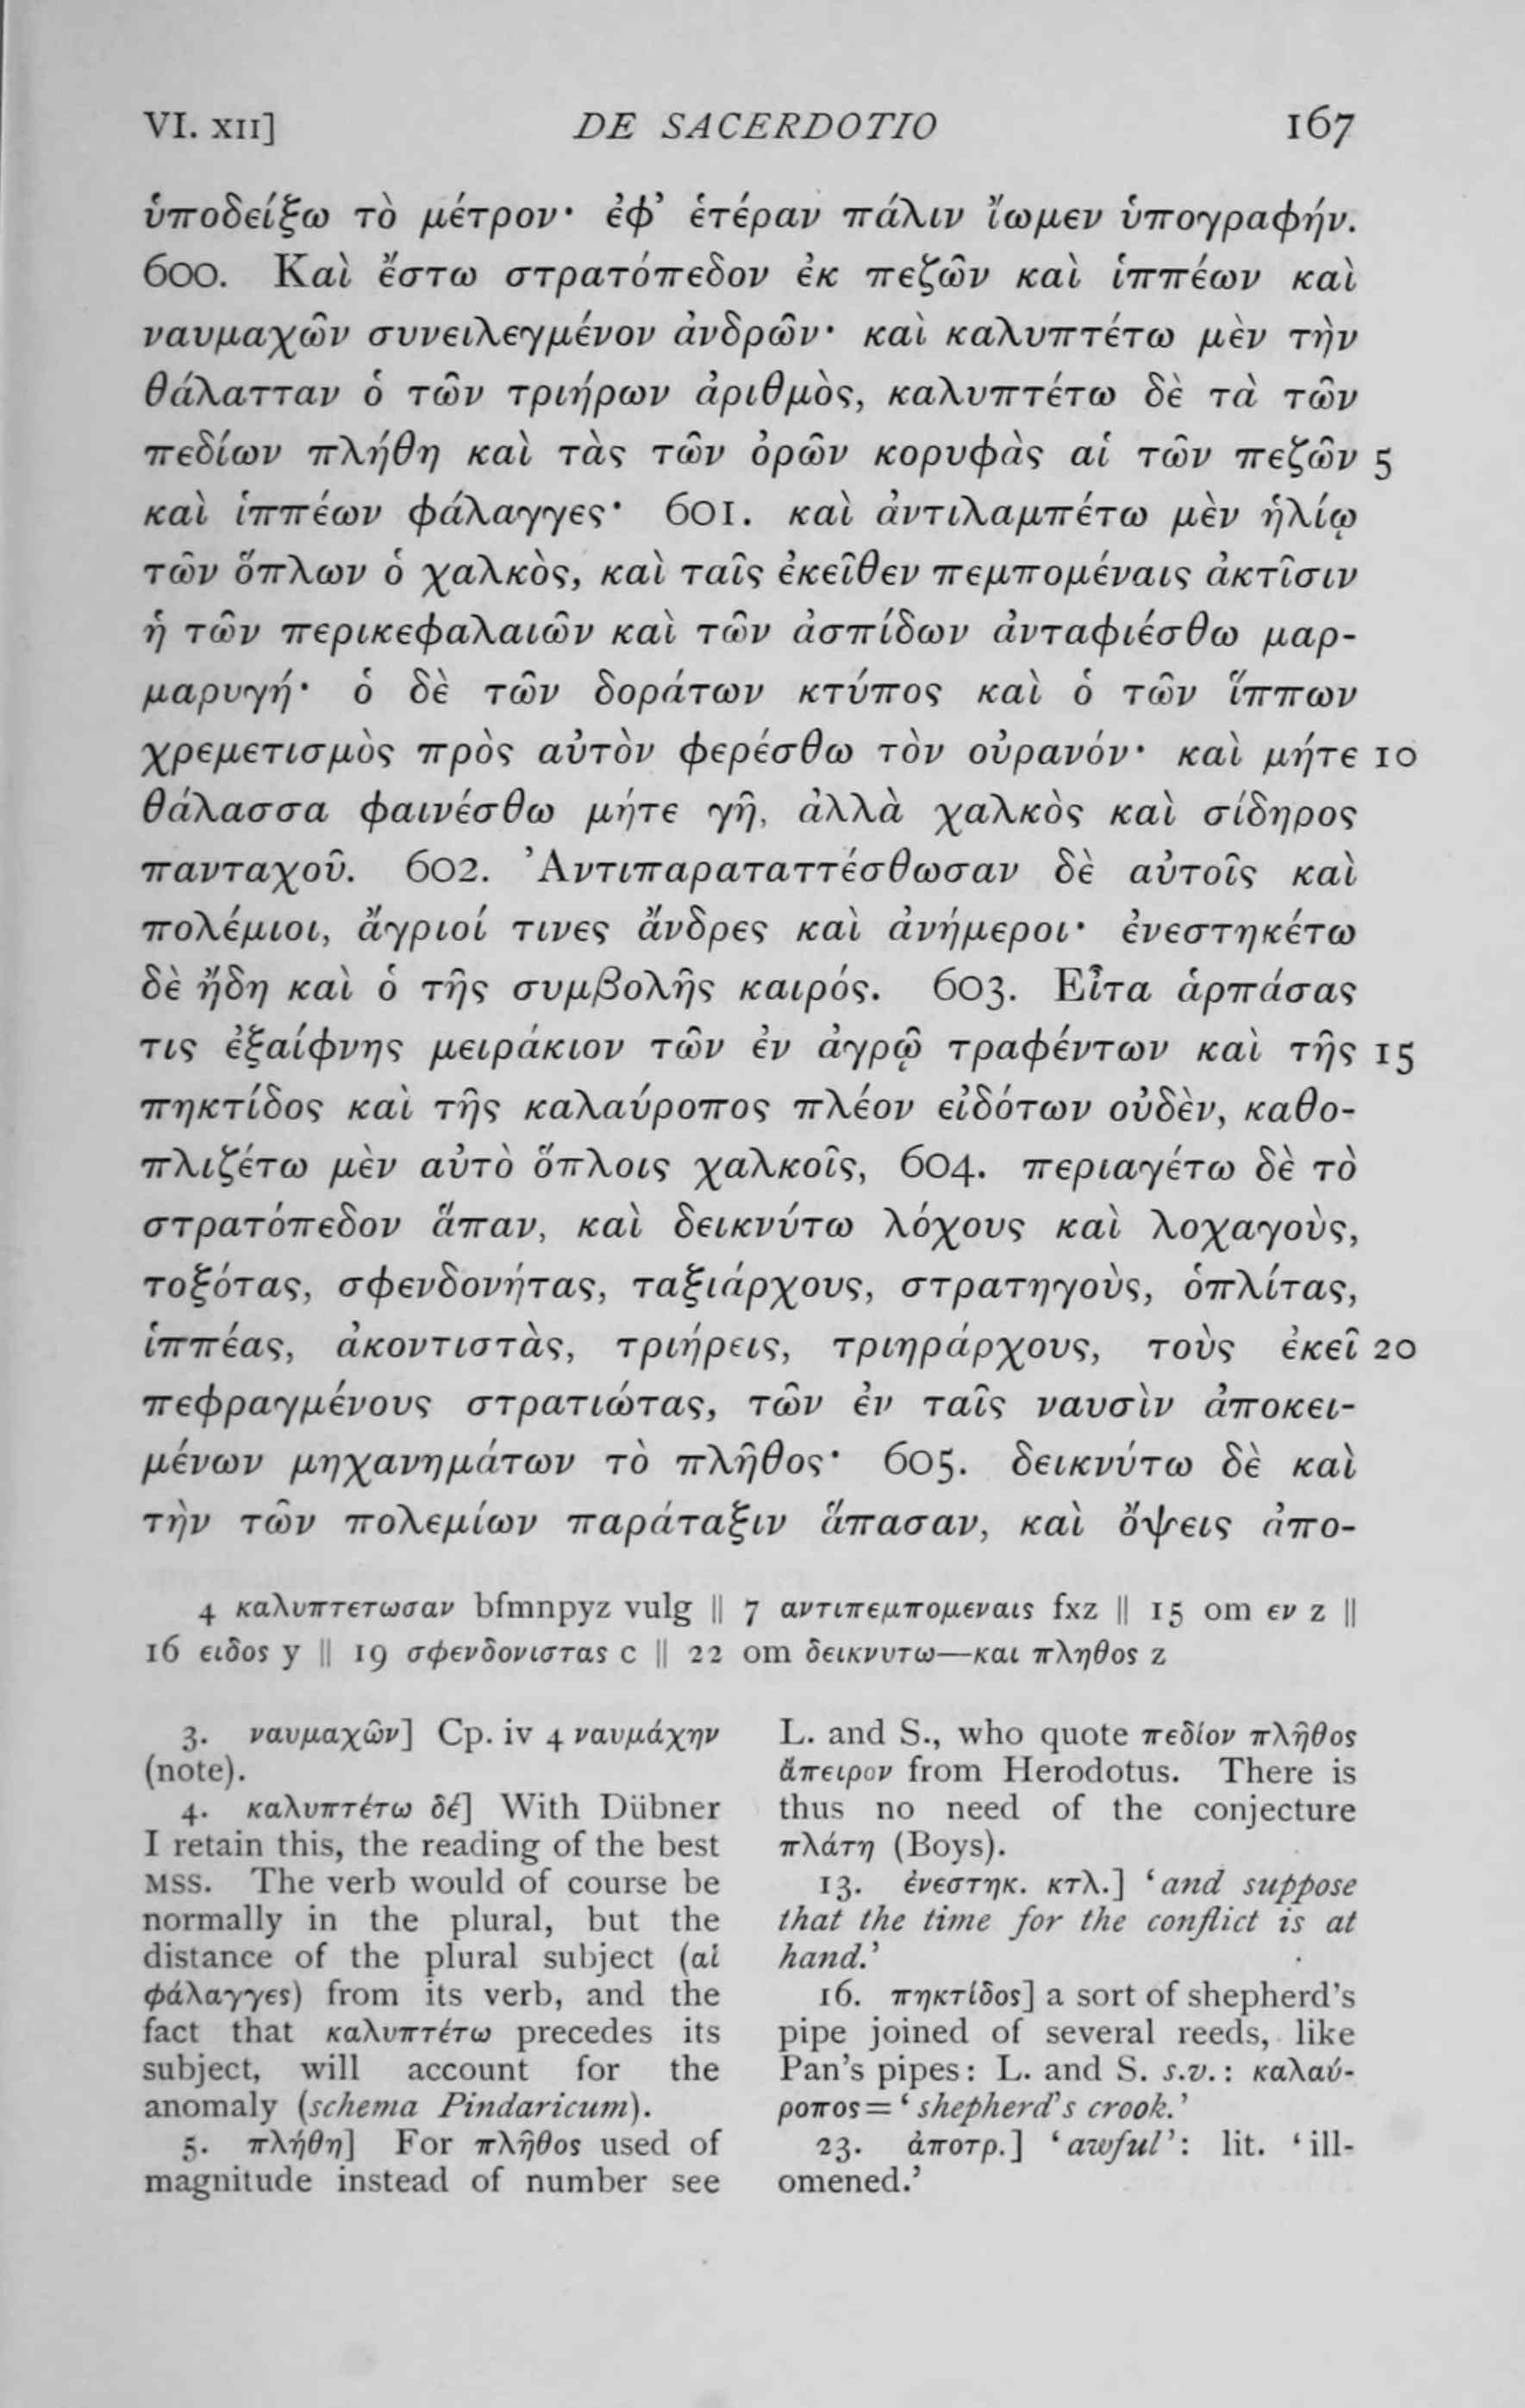 VI. XII] DE SACERDOTIO 167
ὑποδείξω τὸ μέτρον· ἐφ’ ἑτέραν πάλιν ἴωμεν ὑπογραφήν.
600. Καὶ ἔστω στρατόπεδον ἐκ πεζῶν καὶ ἱππέων καὶ
ναυμαχῶν συνειλεγμένον ἀνδρῶν· καὶ καλυπτέτω μὲν τὴν
θάλατταν ὁ τῶν τριήρων ἀριθμὸς, καλυπτέτω δὲ τὰ τῶν
πεδίων πλήθη καὶ τὰς τῶν ὀρῶν κορυφὰς αἱ τῶν πεζῶν 5
καὶ ἱππέων φάλαγγες· 601. καὶ ἀντιλαμπέτω μὲν ἡλίῳ
τῶν ὅπλων ὁ χαλκὸς, καὶ ταῖς ἐκεῖθεν πεμπομέναις ἀκτῖσιν
ἡ τῶν περικεφαλαιῶν καὶ τῶν ἀσπίδων ἀνταφιέσθω μαρ-
μαρυγή· ὁ δὲ τῶν δοράτων κτύπος καὶ ὁ τῶν ἵππων
χρεμετισμὸς πρὸς αὐτὸν φερέσθω τὸν οὐρανόν· καὶ μήτε 10
θάλασσα φαινέσθω μήτε γῆ, ἀλλὰ χαλκὸς καὶ σίδηρος
πανταχοῦ. 602. Ἀντιπαραταττέσθωσαν δὲ αὐτοῖς καὶ
πολέμιοι, ἄγριοί τινες ἄνδρες καὶ ἀνήμεροι· ἐνεστηκέτω
δὲ ἤδη καὶ ὁ τῆς συμβολῆς καιρός. 603. Εἶτα ἁρπάσας
τις ἐξαίφνης μειράκιον τῶν ἐν ἀγρῷ τραφέντων καὶ τῆς 15
πηκτίδος καὶ τῆς καλαύροπος πλέον εἰδότων οὐδὲν, καθο-
πλιζέτω μὲν αὐτὸ ὅπλοις χαλκοῖς, 604. περιαγέτω δὲ τὸ
στρατόπεδον ἅπαν, καὶ δεικνύτω λόχους καὶ λοχαγοὺς,
τοξότας, σφενδονήτας, ταξιάρχους, στρατηγοὺς, ὁπλίτας,
ἱππέας, ἀκοντιστὰς, τριήρεις, τριηράρχους, τοὺς ἐκεῖ 20
πεφραγμένους στρατιώτας, τῶν ἐν ταῖς ναυσὶν ἀποκει-
μένων μηχανημάτων τὸ πλῆθος· 605. δεικνύτω δὲ καὶ
τὴν τῶν πολεμίων παράταξιν ἅπασαν, καὶ ὄψεις ἀπο-
4 καλυπτετωσαν bfmnpyz vulg || 7 αντιπεμπομεναις fxz || 15 om εν z ||
16 ειδος y || 19 σφενδονιστας c || 22 om δεικνυτω—και πληθος z
3. ναυμαχῶν] Cp. iv 4 ναυμάχην
(note).
4. καλυπτέτω δέ] With Dübner
I retain this, the reading of the best
MSS. The verb would of course be
normally in the plural, but the
distance of the plural subject (αἱ
φάλαγγες) from its verb, and the
fact that καλυπτέτω precedes its
subject, will account for the
anomaly (schema Pindaricum).
5. πλήθη] For πλῆθος used of
magnitude instead of number see
L. and S., who quote πεδίον πλῆθος
ἄπειρον from Herodotus. There is
thus no need of the conjecture
πλάτη (Boys).
13. ἐνεστηκ. κτλ.] ‘and suppose
that the time for the conflict is at
hand.’
16. πηκτίδος] a sort of shepherd’s
pipe joined of several reeds, like
Pan’s pipes: L. and S. s.v.: καλαύ-
ροπος=‘shepherd’s crook.’
23. ἀποτρ.] ‘awful’: lit. ‘ill-
omened.’